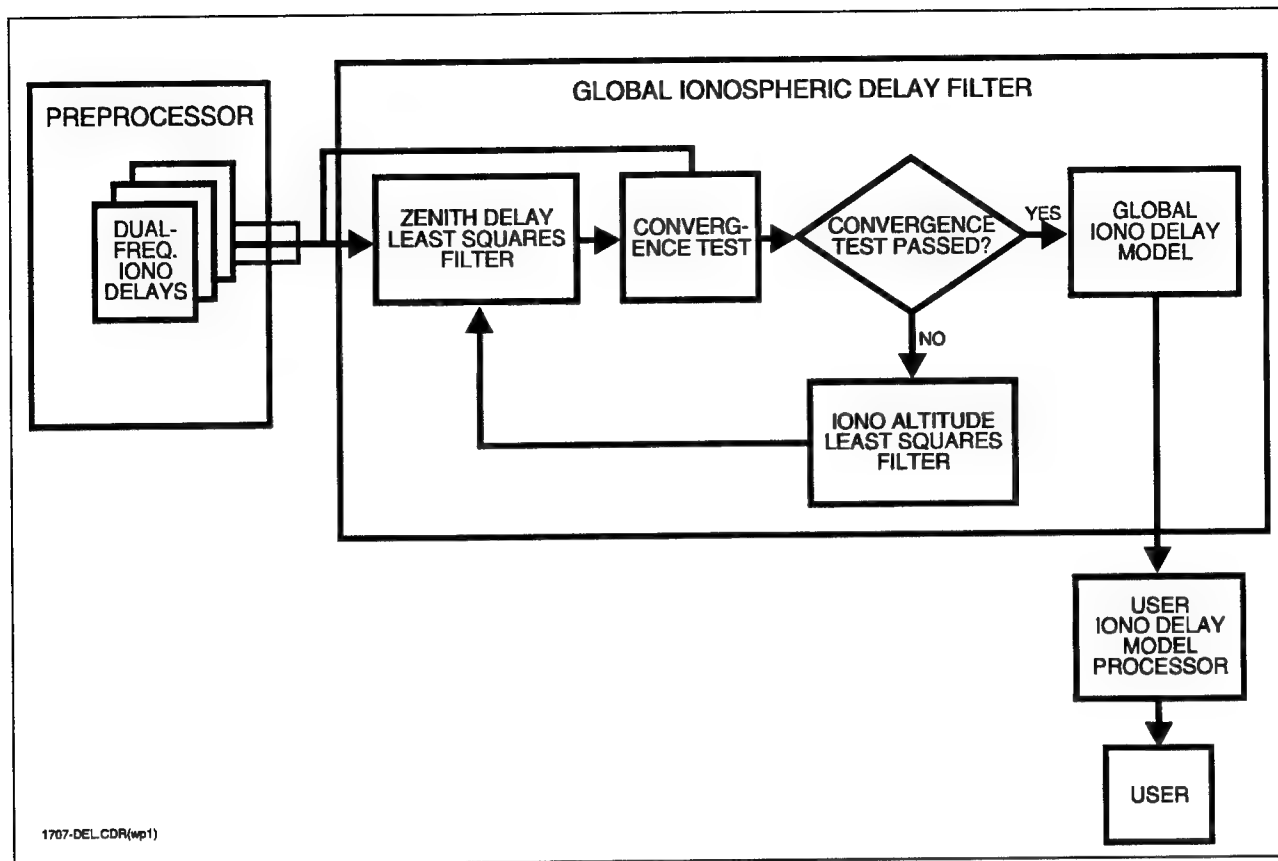 GLOBAL IONOSPHERIC DELAY FILTER
PREPROCESSOR
DUAL-
FREQ.
IONO
DELAYS
ZENITH DELAY
LEAST SQUARES
FILTER
CONVERG-
ENCE TEST
CONVERGENCE
TEST PASSED?
YES
GLOBAL
IONO DELAY
MODEL
NO
IONO ALTITUDE
LEAST SQUARES
FILTER
USER
IONO DELAY
MODEL
PROCESSOR
USER
1707-DEL.CDR(wp1)